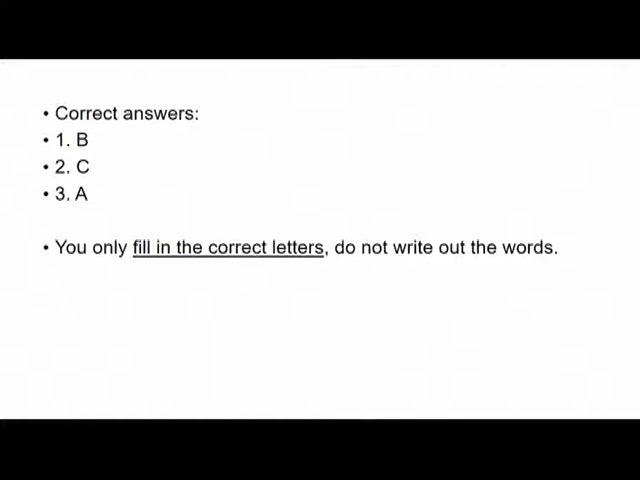 • Correct answers:
• 1. B
• 2. C
• 3. A
• You only fill in the correct letters, do not write out the words.